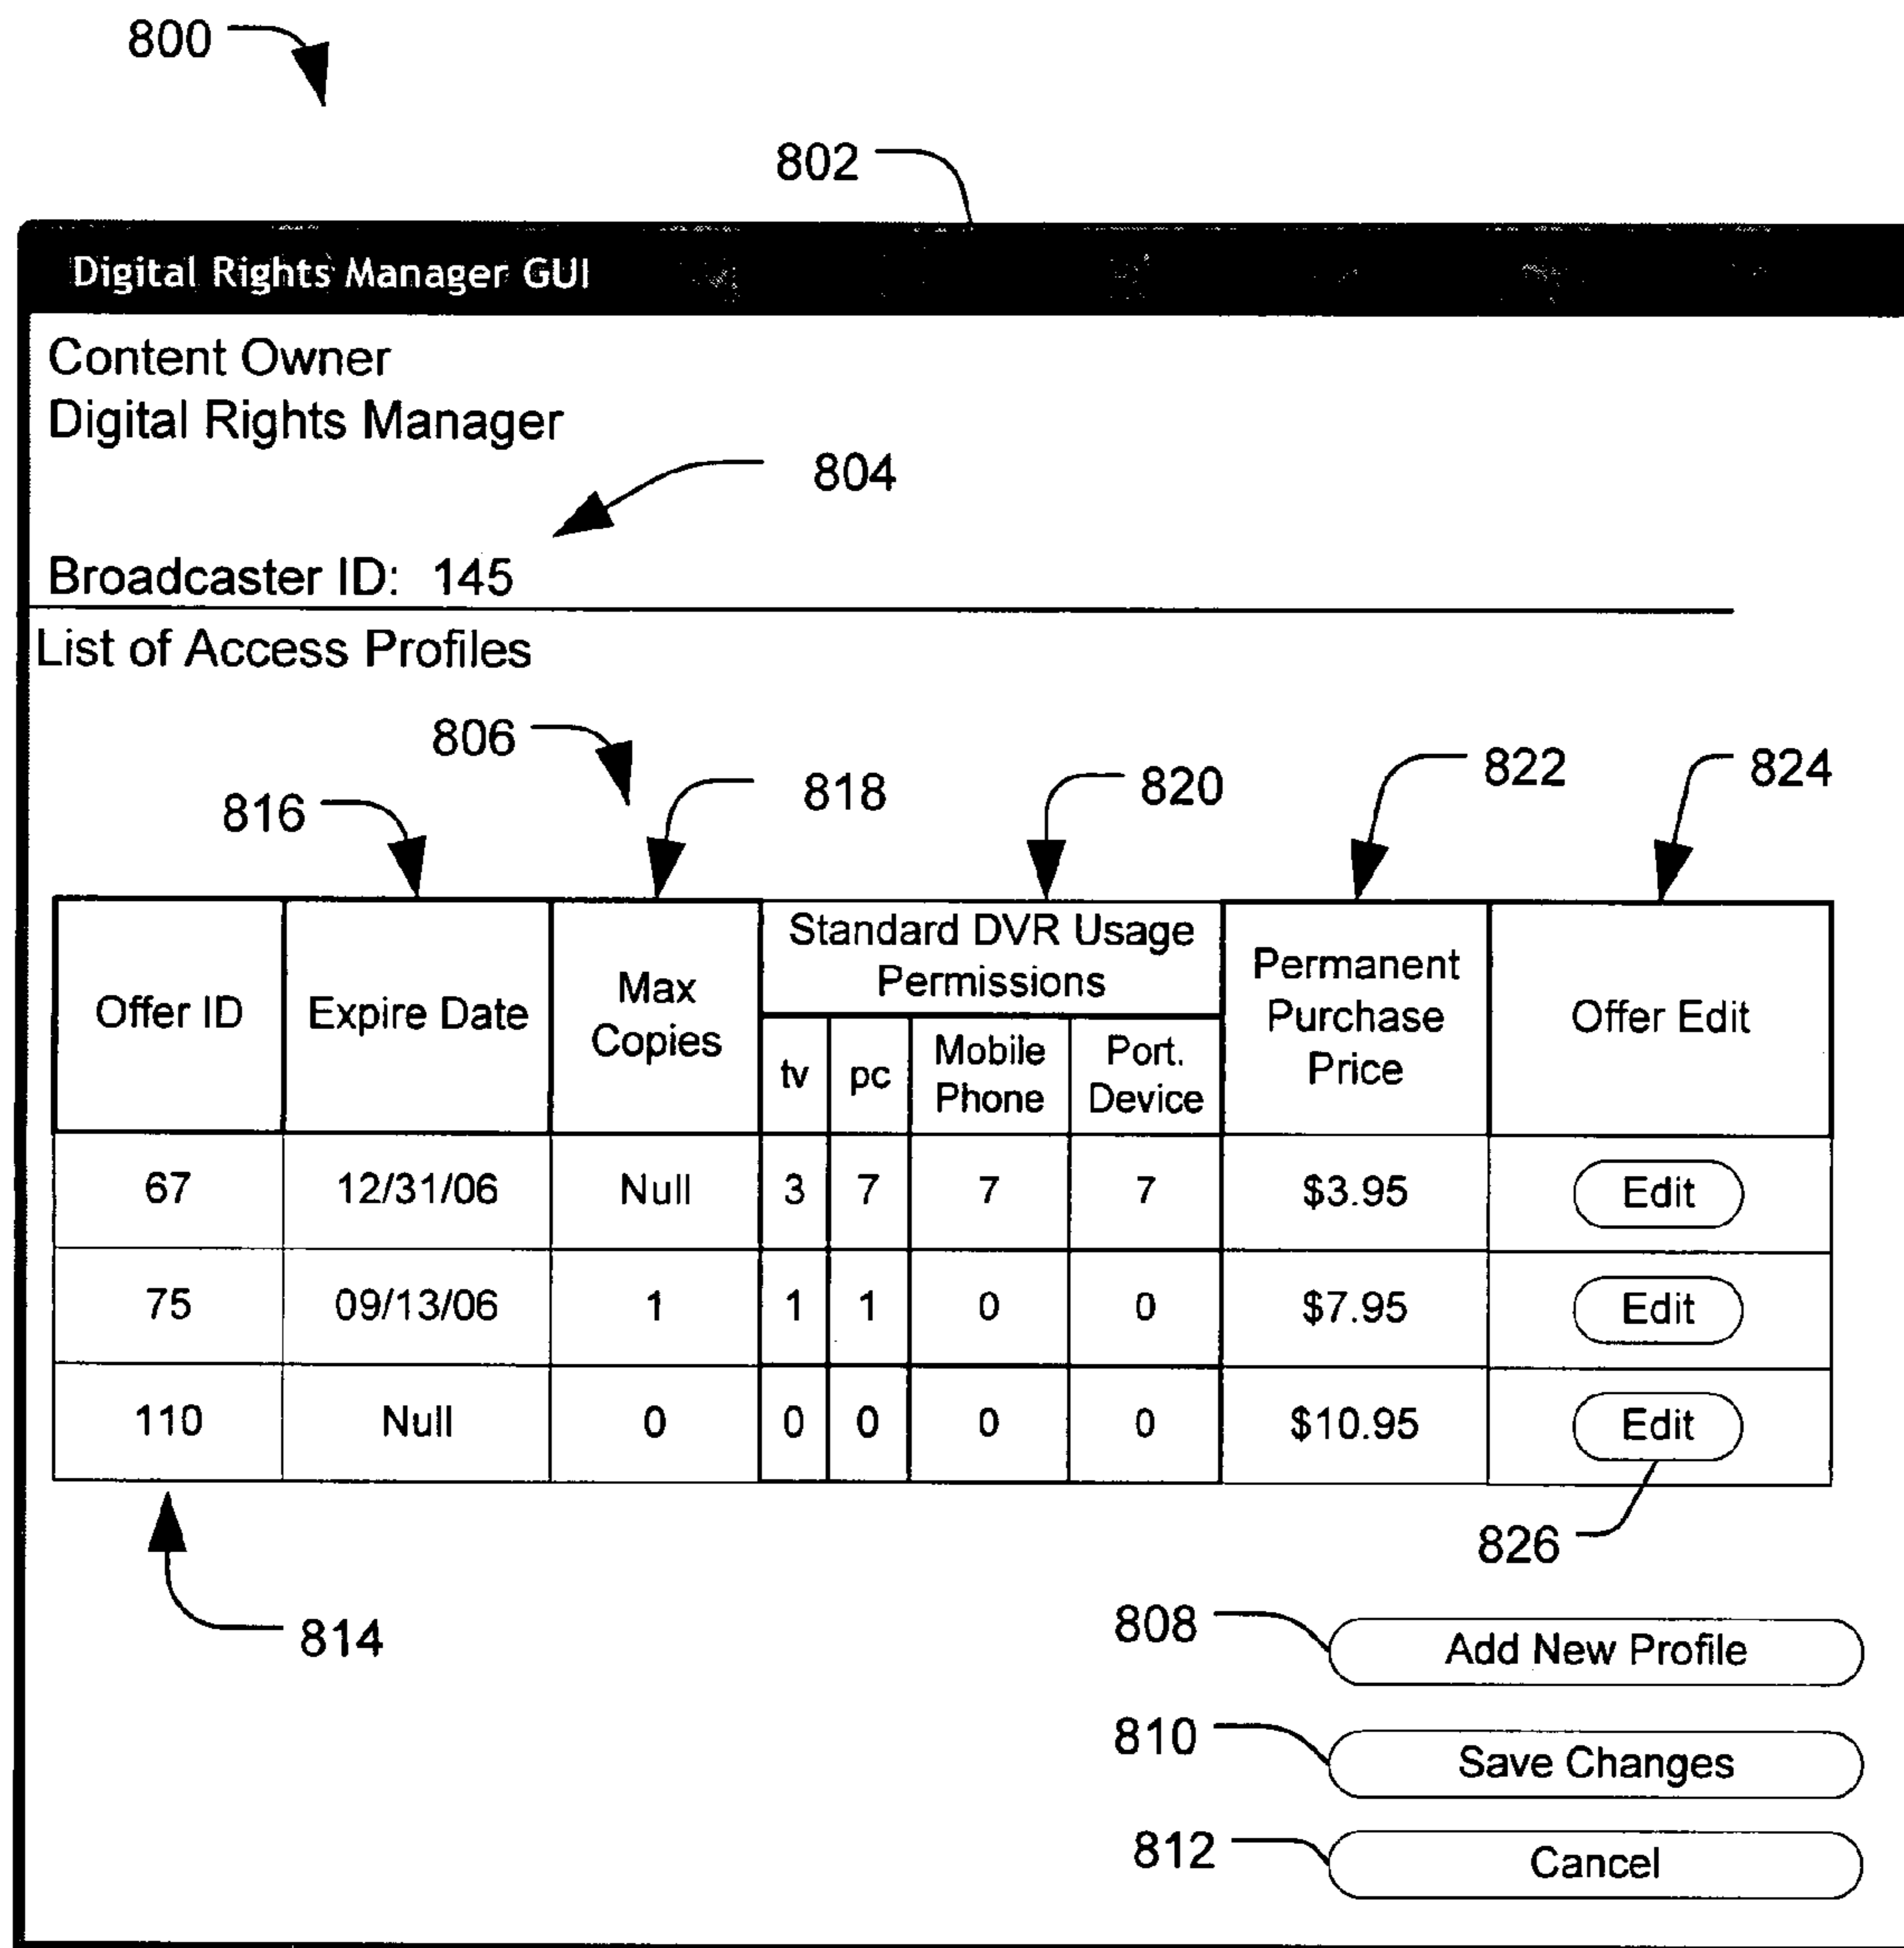 800
802
Digital Rights Manager GUI
Content Owner
Digital Rights Manager
804
Broadcaster ID: 145
List of Access Profiles
806
816
818
820
822
824
Offer ID
Expire Date
Max
Copies
Standard DVR Usage
Permissions
tv
pc
Mobile
Phone
Port.
Device
Permanent
Purchase
Price
Offer Edit
67 12/31/06 Null 3 7 7 7 $3.95 Edit
75 09/13/06 1 1 1 0 0 $7.95 Edit
110 Null 0 0 0 0 0 $10.95 Edit
826
814
808
Add New Profile
810
Save Changes
812
Cancel